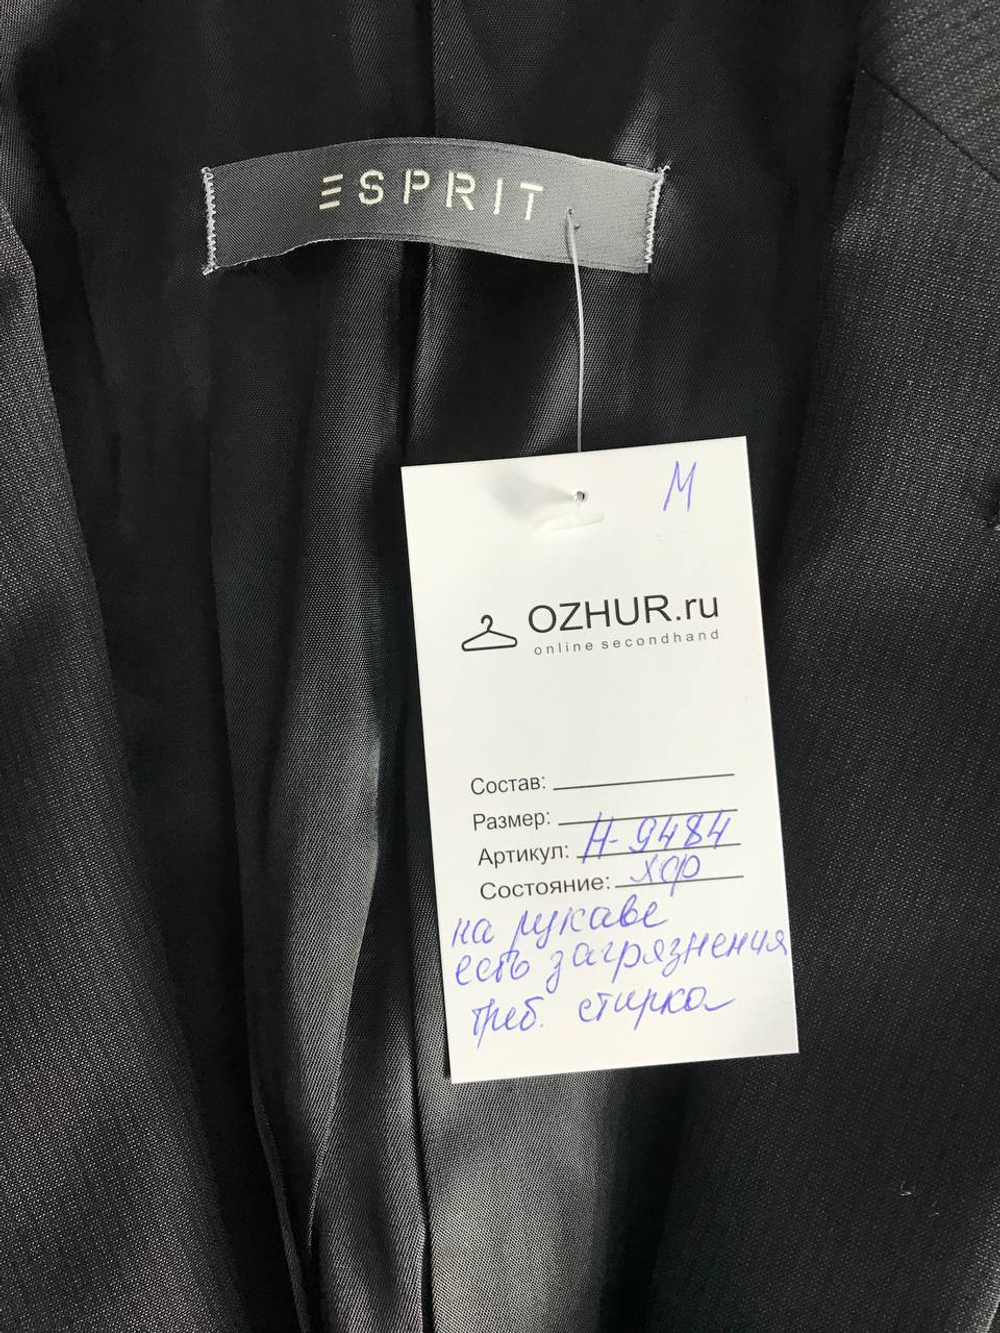 ESPRIT
М
OZHUR.ru
online secondhand
Состав:
Размер:
Артикул: Н-9484
Состояние: хор
на рукаве
есть загрязнения
треб. стирка